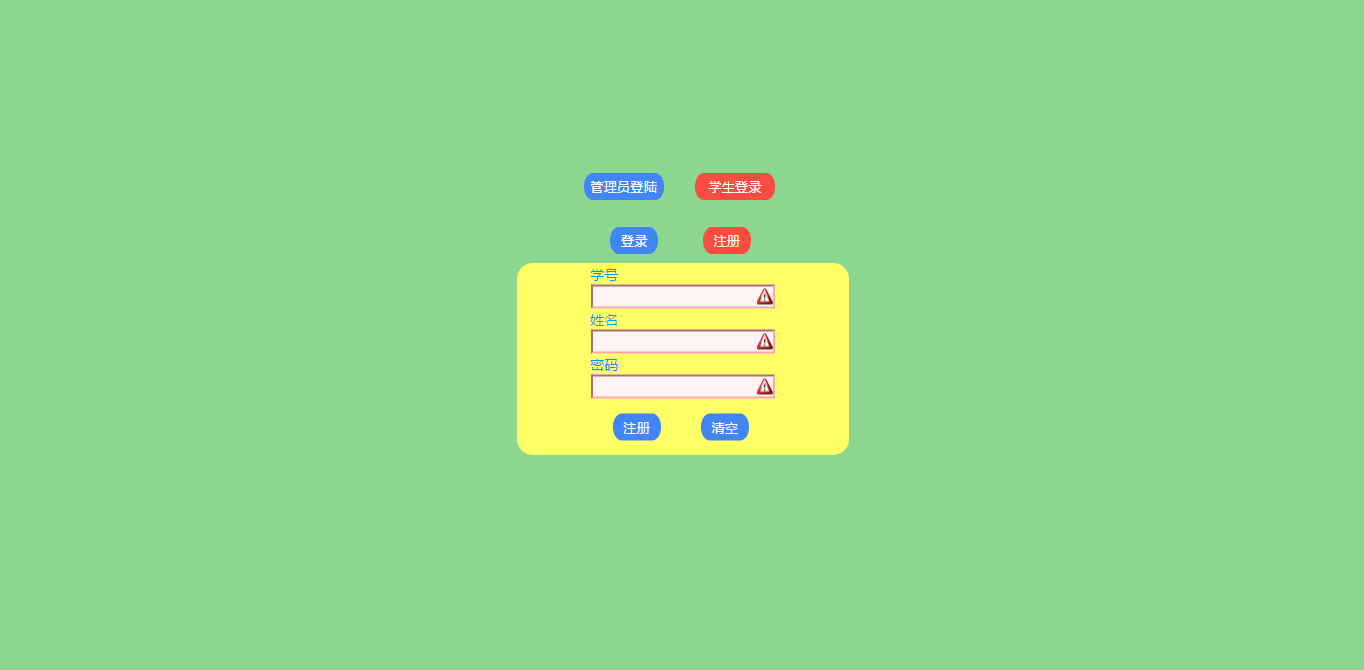 管理员登陆 学生登录
登录 注册
学号
姓名
密码
注册 清空